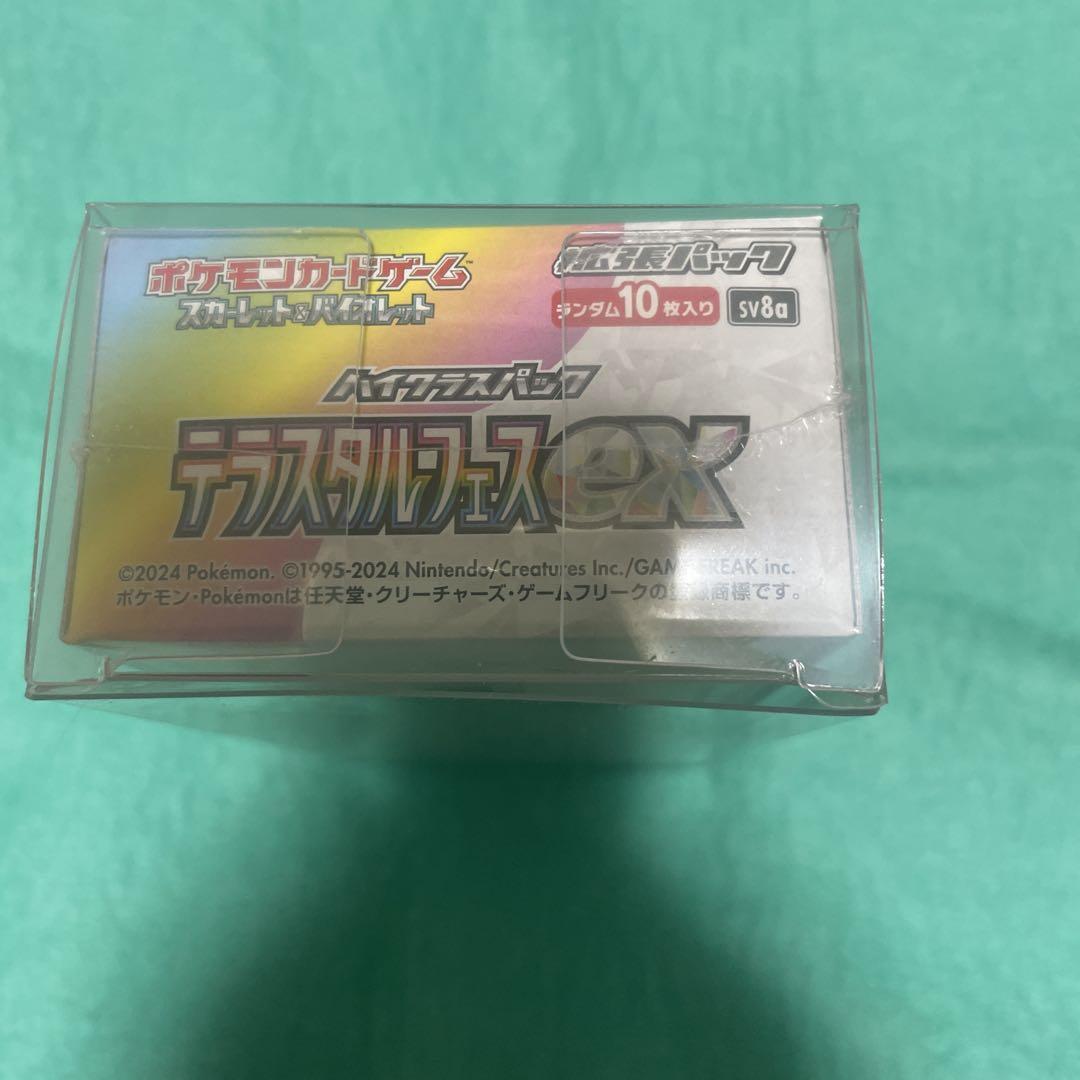 ポケモンカードゲーム™
スカーレット&バイオレット
拡張パック
ランダム10枚入り
SV8a
ハイクラスパック
テラスタル・フェスex
©2024 Pokémon. ©1995-2024 Nintendo/Creatures Inc./GAME FREAK inc.
ポケモン・Pokémonは任天堂・クリーチャーズ・ゲームフリークの登録商標です。